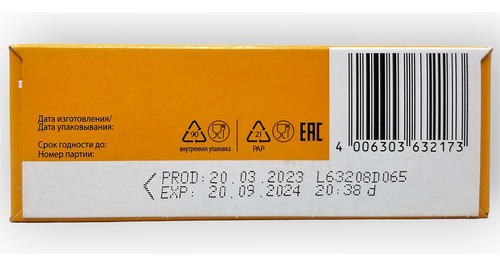 Дата изготовления/
Дата упаковывания:
Срок годности до:
Номер партии:
90
внутренняя упаковка
21
PAP
EAC
4 006303 632173
PROD: 20.03.2023 L63208D065
EXP: 20.09.2024 20:38 d